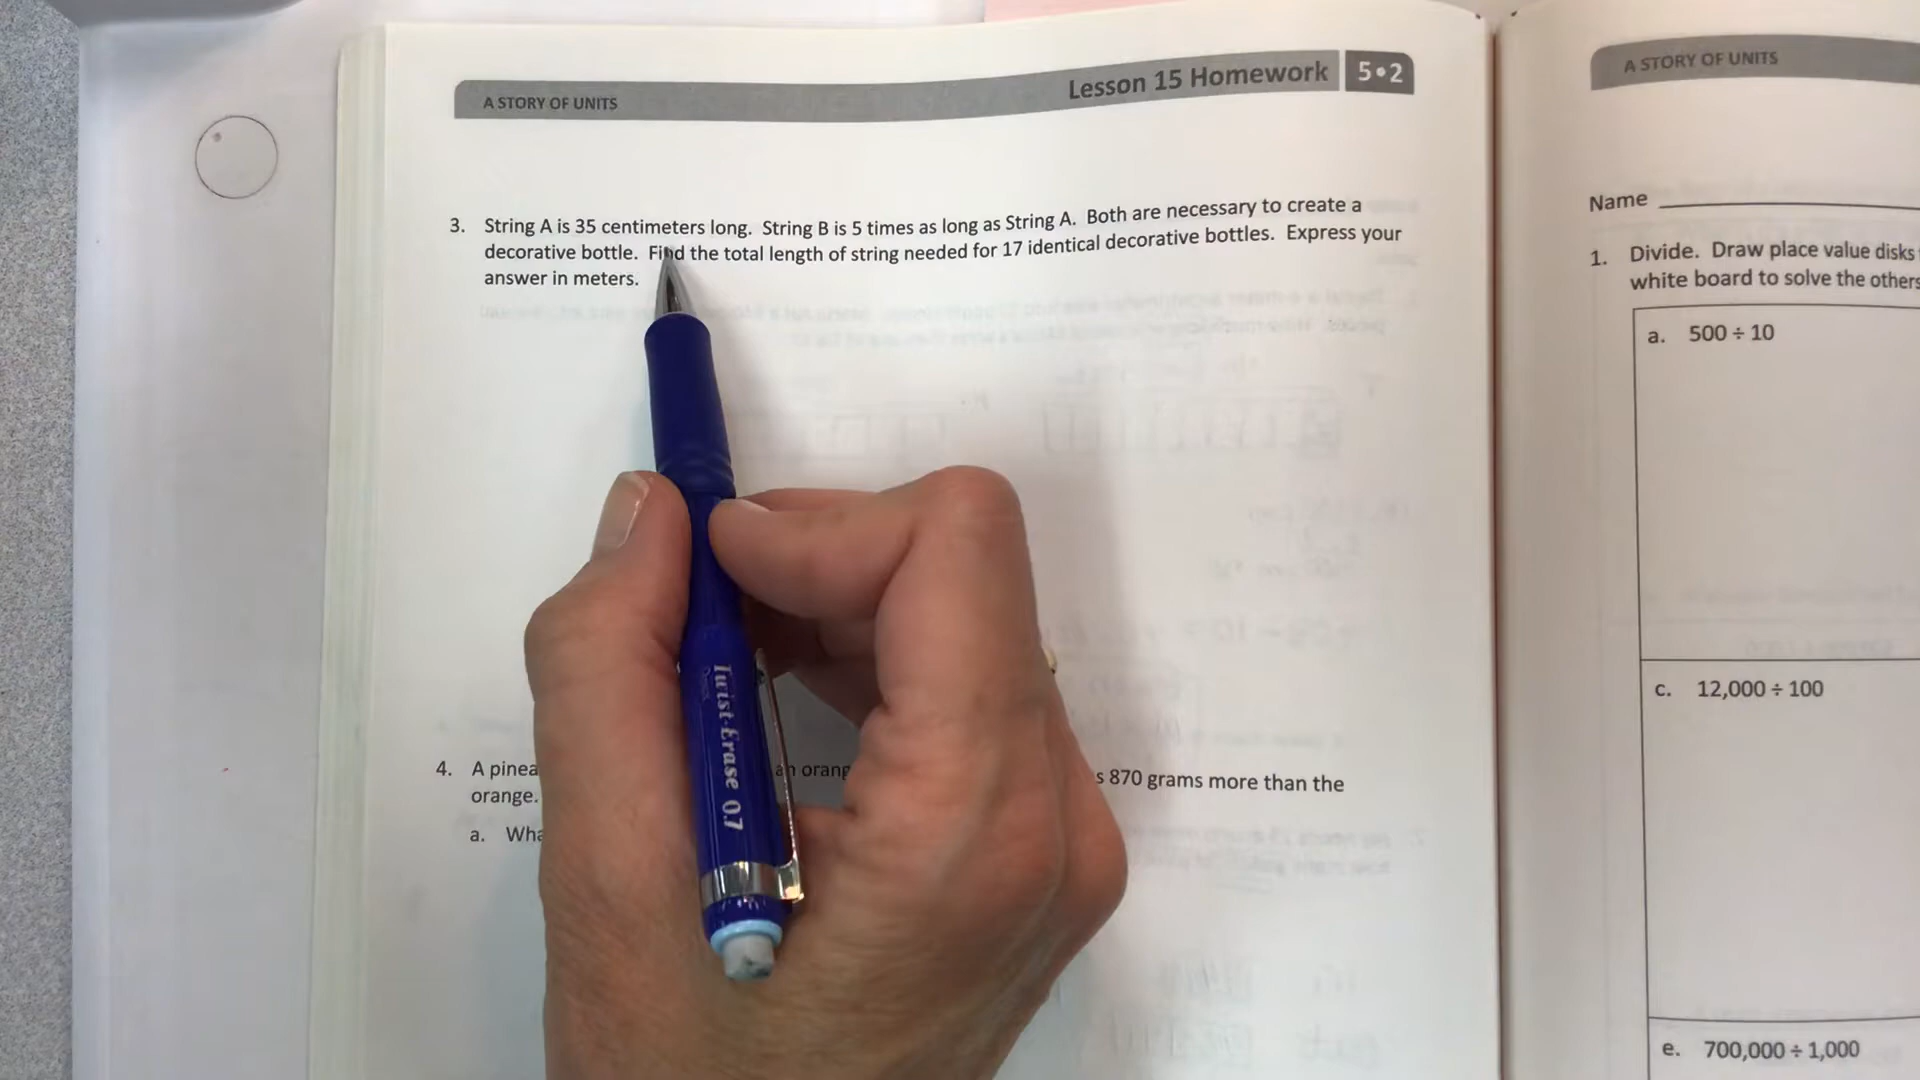 A STORY OF UNITS
Lesson 15 Homework 5•2
3. String A is 35 centimeters long. String B is 5 times as long as String A. Both are necessary to create a
decorative bottle. Find the total length of string needed for 17 identical decorative bottles. Express your
answer in meters.
4. A an s 870 grams more than the
orange.
a.
Twist-Erase 0.7
A STORY OF UNITS
Name
1. Divide. Draw place value disks
white board to solve the others
a. 500 ÷ 10
c. 12,000 ÷ 100
e. 700,000 ÷ 1,000